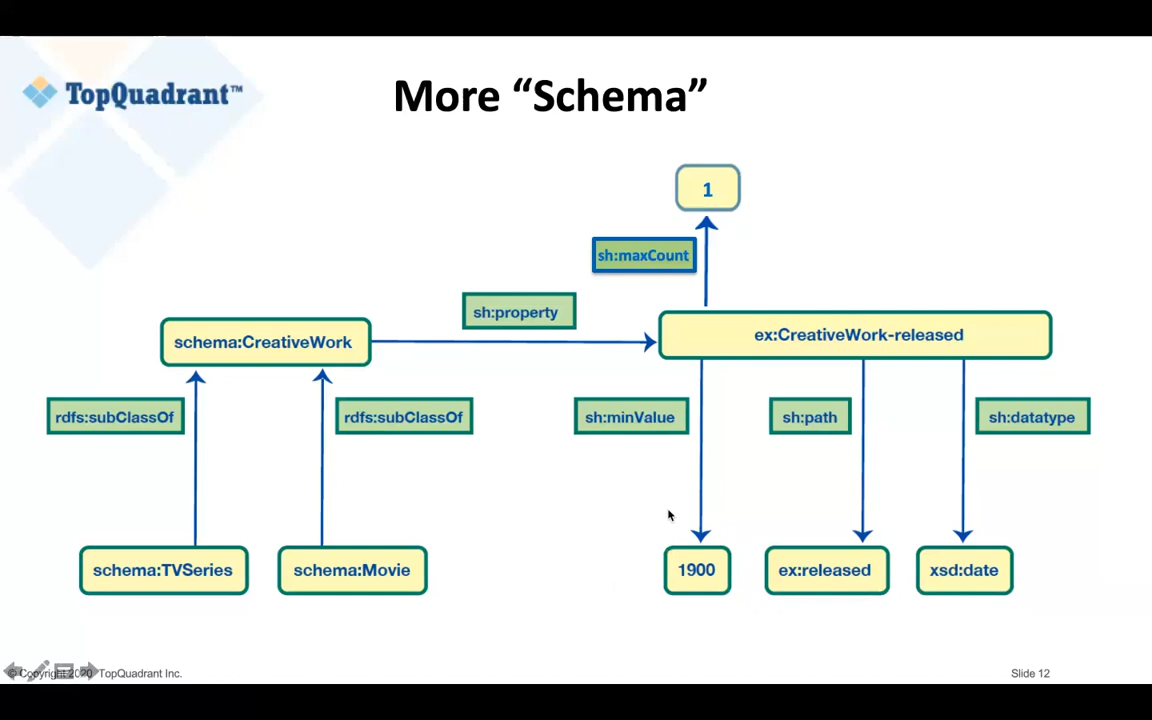 TopQuadrant™
More “Schema”
1
sh:maxCount
sh:property
schema:CreativeWork
ex:CreativeWork-released
rdfs:subClassOf
rdfs:subClassOf
sh:minValue
sh:path
sh:datatype
schema:TVSeries
schema:Movie
1900
ex:released
xsd:date
© Copyright 2020 TopQuadrant Inc.
Slide 12